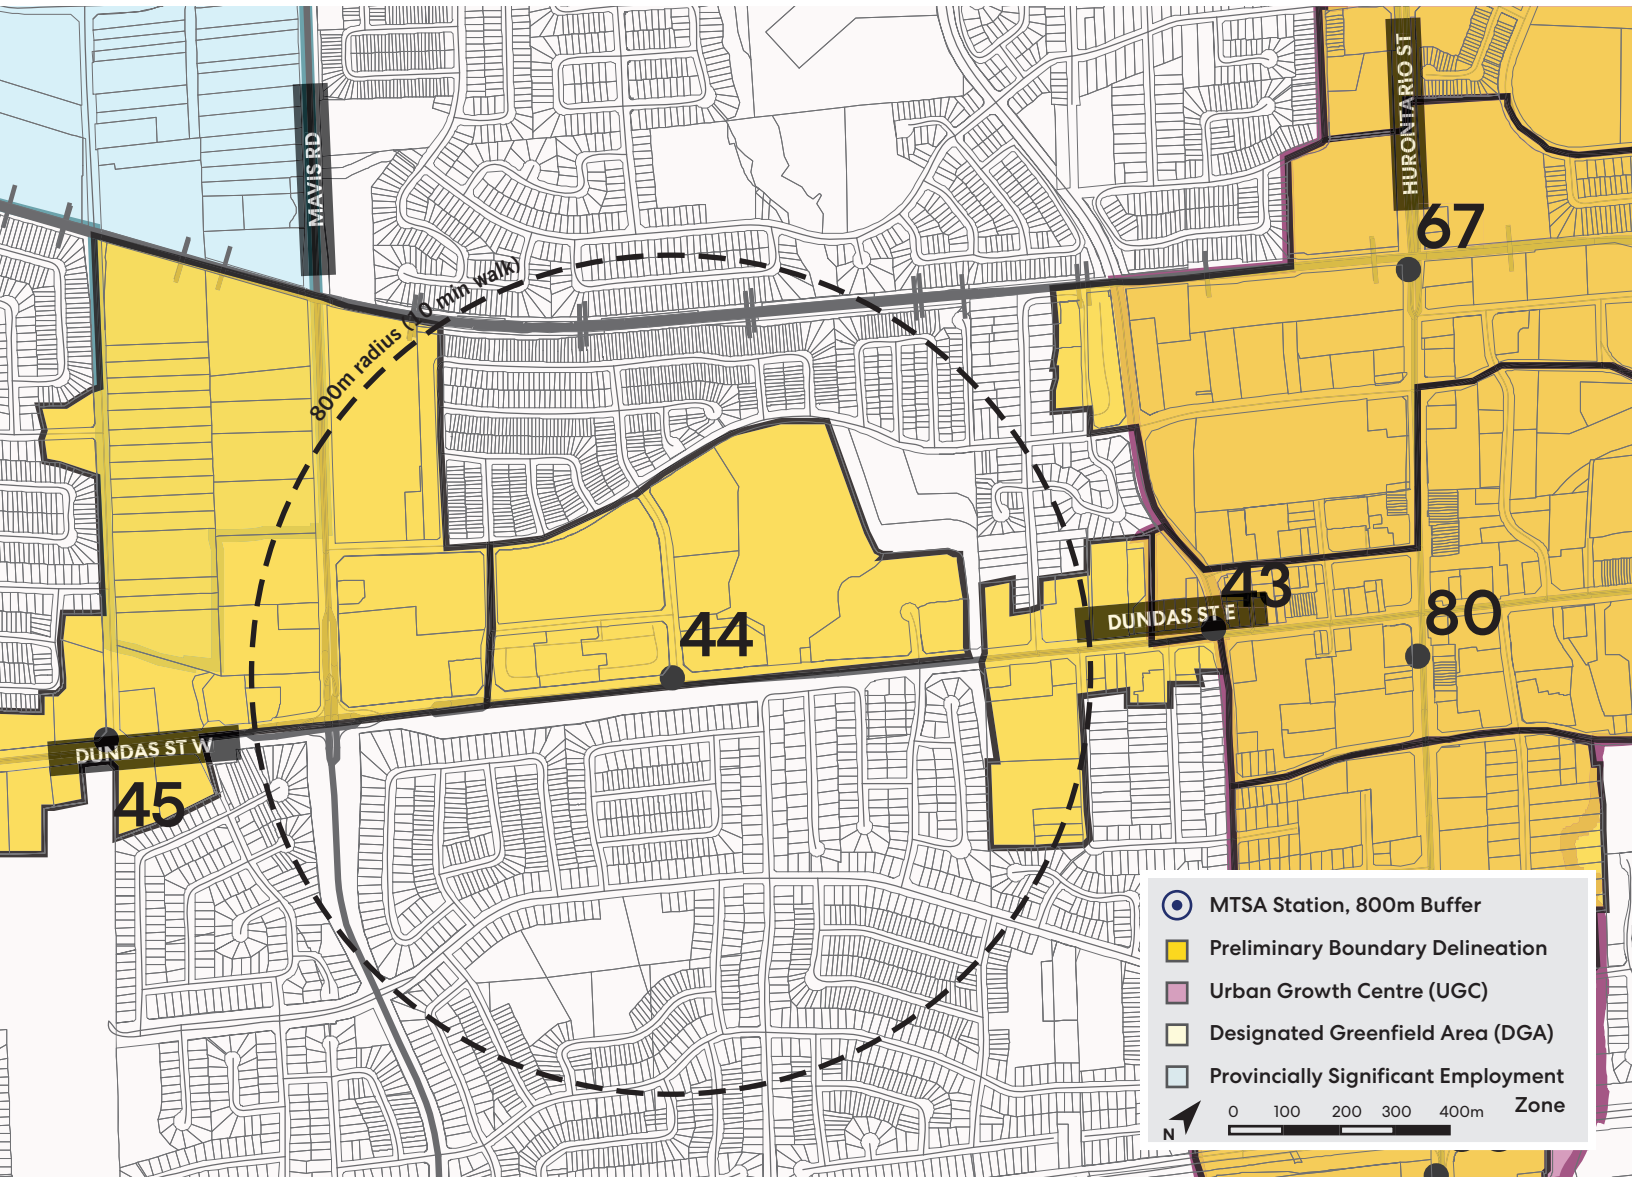 HURONTARIO ST
MAVIS RD
67
800m radius (10 min walk)
43
DUNDAS ST E
80
44
DUNDAS ST W
45
MTSA Station, 800m Buffer
Preliminary Boundary Delineation
Urban Growth Centre (UGC)
Designated Greenfield Area (DGA)
Provincially Significant Employment
Zone
0 100 200 300 400m
N